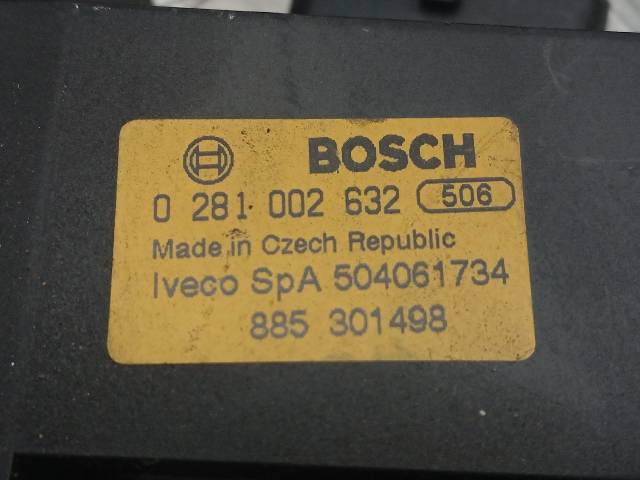 BOSCH
0 281 002 632 506
Made in Czech Republic
Iveco SpA 504061734
885 301498